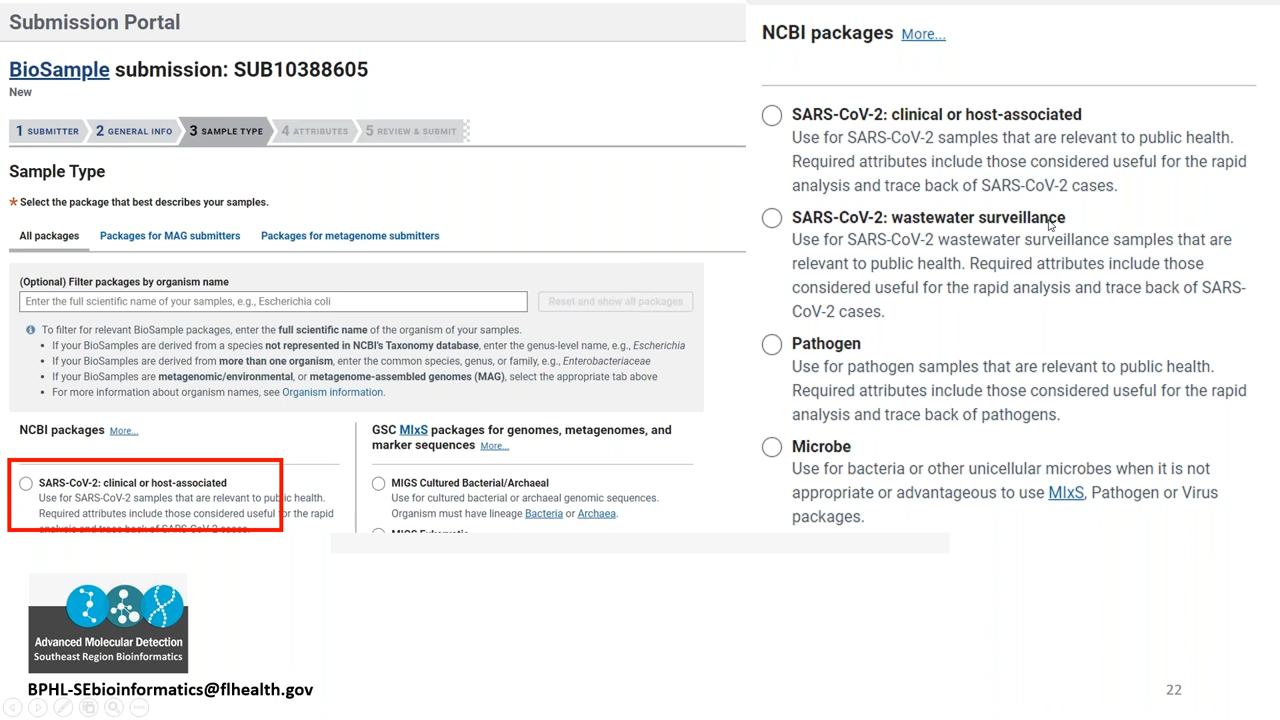 Submission Portal
BioSample submission: SUB10388605
New
1 SUBMITTER 2 GENERAL INFO 3 SAMPLE TYPE 4 ATTRIBUTES 5 REVIEW & SUBMIT
Sample Type
* Select the package that best describes your samples.
All packages Packages for MAG submitters Packages for metagenome submitters
(Optional) Filter packages by organism name
Enter the full scientific name of your samples, e.g., Escherichia coli
Reset and show all packages
To filter for relevant BioSample packages, enter the full scientific name of the organism of your samples.
• If your BioSamples are derived from a species not represented in NCBI's Taxonomy database, enter the genus-level name, e.g., Escherichia
• If your BioSamples are derived from more than one organism, enter the common species, genus, or family, e.g., Enterobacteriaceae
• If your BioSamples are metagenomic/environmental, or metagenome-assembled genomes (MAG), select the appropriate tab above
• For more information about organism names, see Organism information.
NCBI packages More...
SARS-CoV-2: clinical or host-associated
Use for SARS-CoV-2 samples that are relevant to public health.
Required attributes include those considered useful for the rapid
analysis and trace back of SARS-CoV-2 cases.
GSC MIxS packages for genomes, metagenomes, and
marker sequences More...
MIGS Cultured Bacterial/Archaeal
Use for cultured bacterial or archaeal genomic sequences.
Organism must have lineage Bacteria or Archaea.
MIGS Eukaryotic
NCBI packages More...
SARS-CoV-2: clinical or host-associated
Use for SARS-CoV-2 samples that are relevant to public health.
Required attributes include those considered useful for the rapid
analysis and trace back of SARS-CoV-2 cases.
SARS-CoV-2: wastewater surveillance
Use for SARS-CoV-2 wastewater surveillance samples that are
relevant to public health. Required attributes include those
considered useful for the rapid analysis and trace back of SARS-
CoV-2 cases.
Pathogen
Use for pathogen samples that are relevant to public health.
Required attributes include those considered useful for the rapid
analysis and trace back of pathogens.
Microbe
Use for bacteria or other unicellular microbes when it is not
appropriate or advantageous to use MIxS, Pathogen or Virus
packages.
Advanced Molecular Detection
Southeast Region Bioinformatics
BPHL-SEbioinformatics@flhealth.gov
22